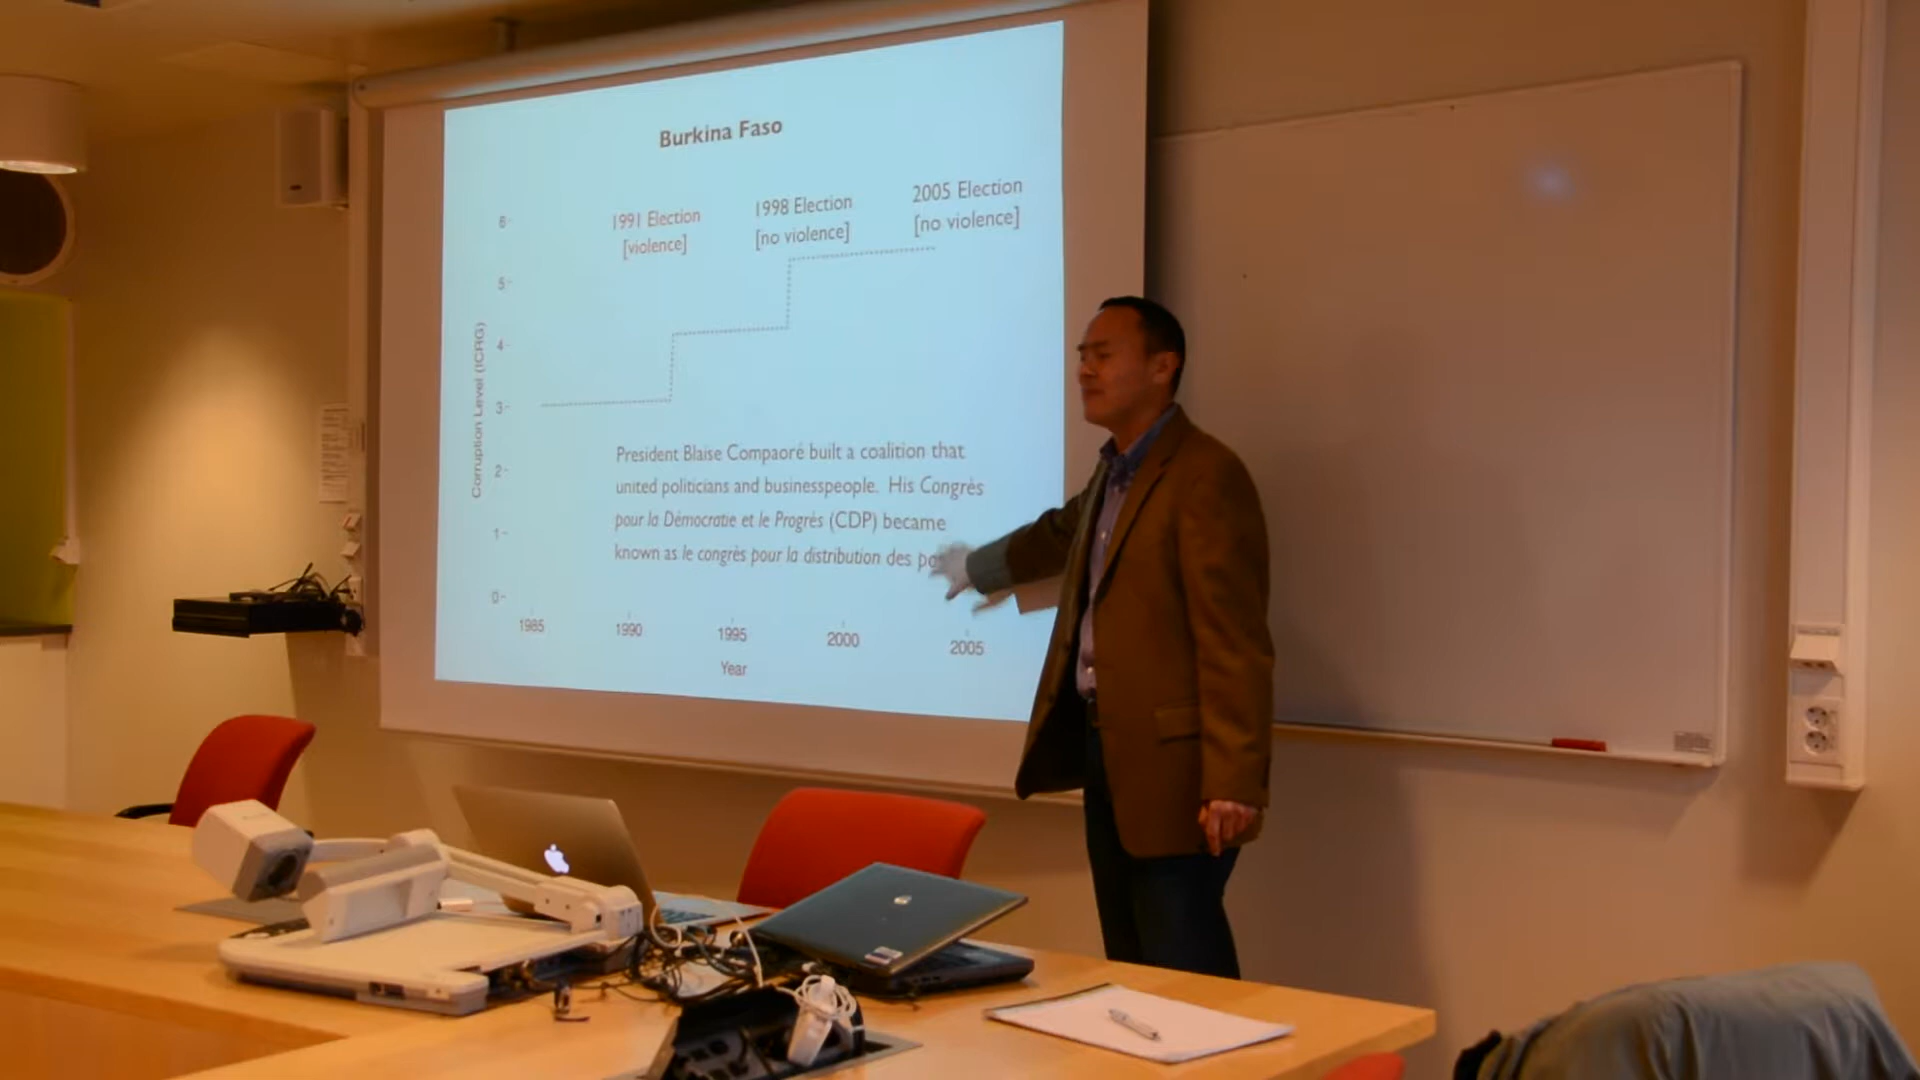 Burkina Faso
1991 Election
[violence]
1998 Election
[no violence]
2005 Election
[no violence]
Corruption Level (ICRG)
6
5
4
3
2
1
0
President Blaise Compaoré built a coalition that
united politicians and businesspeople. His Congrès
pour la Démocratie et le Progrès (CDP) became
known as le congrès pour la distribution des
1985
1990
1995
2000
2005
Year